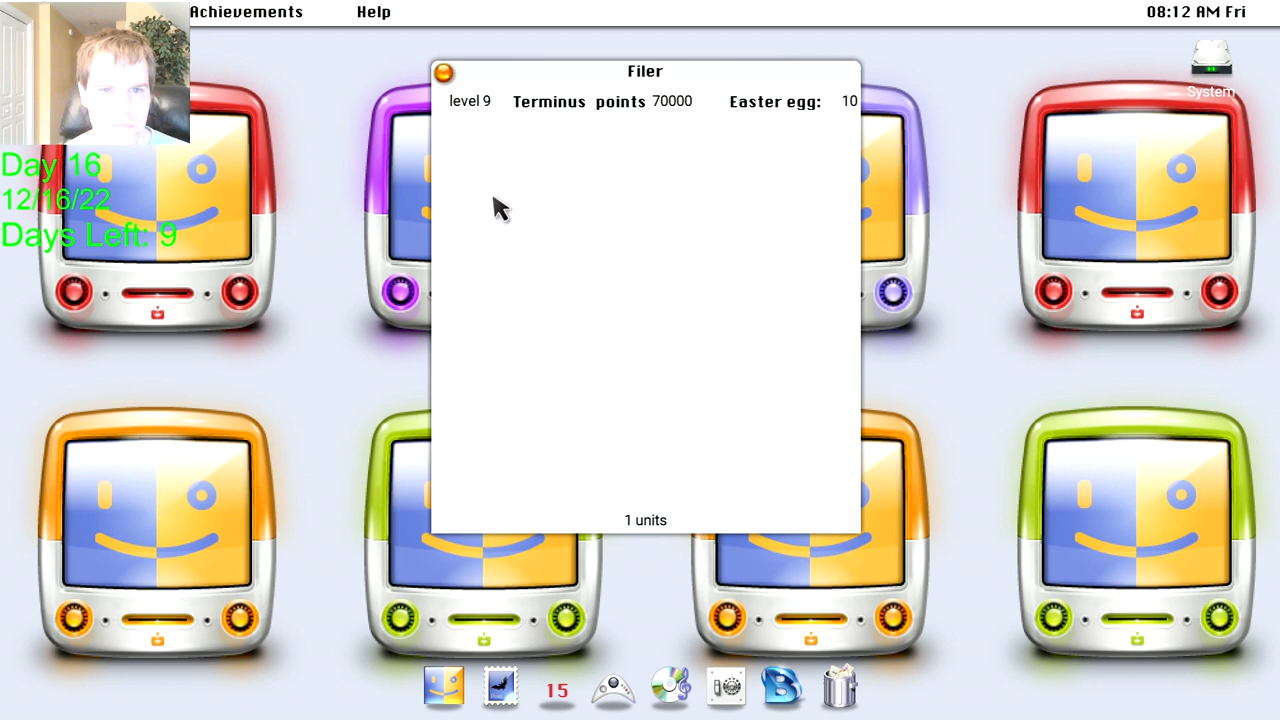 Achievements Help 08:12 AM Fri
Filer
System
level 9 Terminus points 70000 Easter egg: 10
Day 16
12/16/22
Days Left: 9
1 units
15